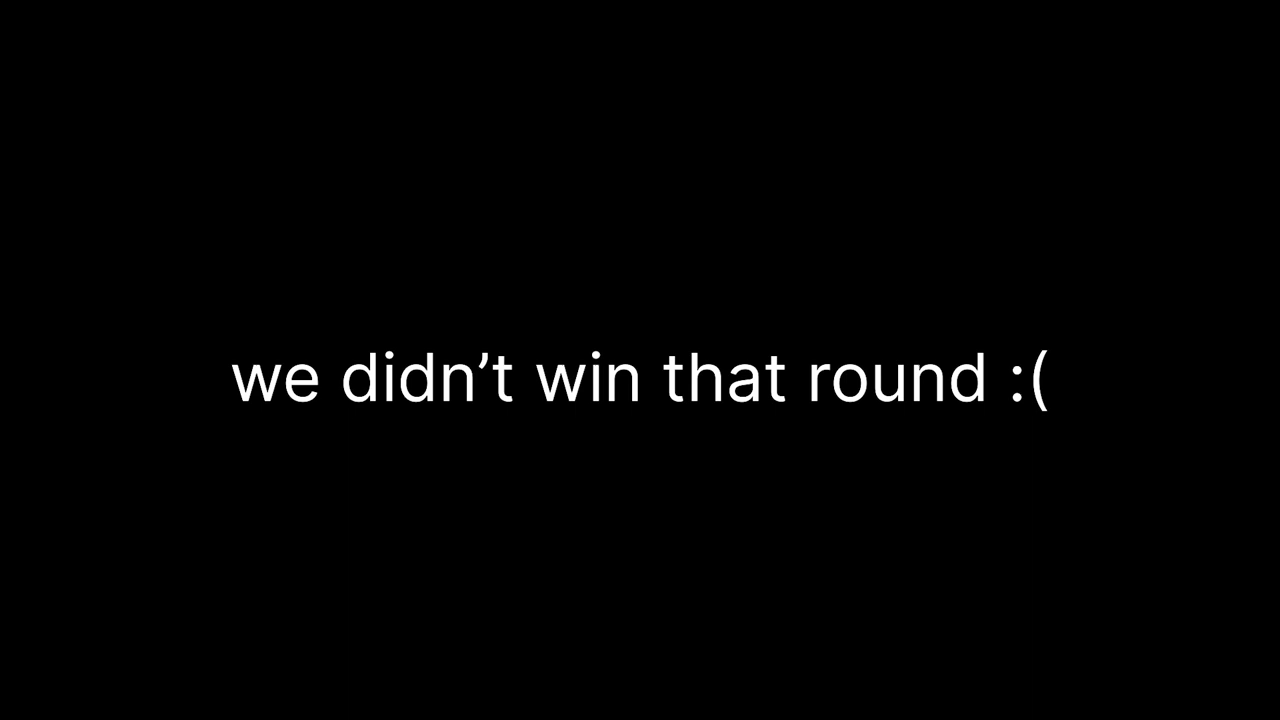 we didn’t win that round :(